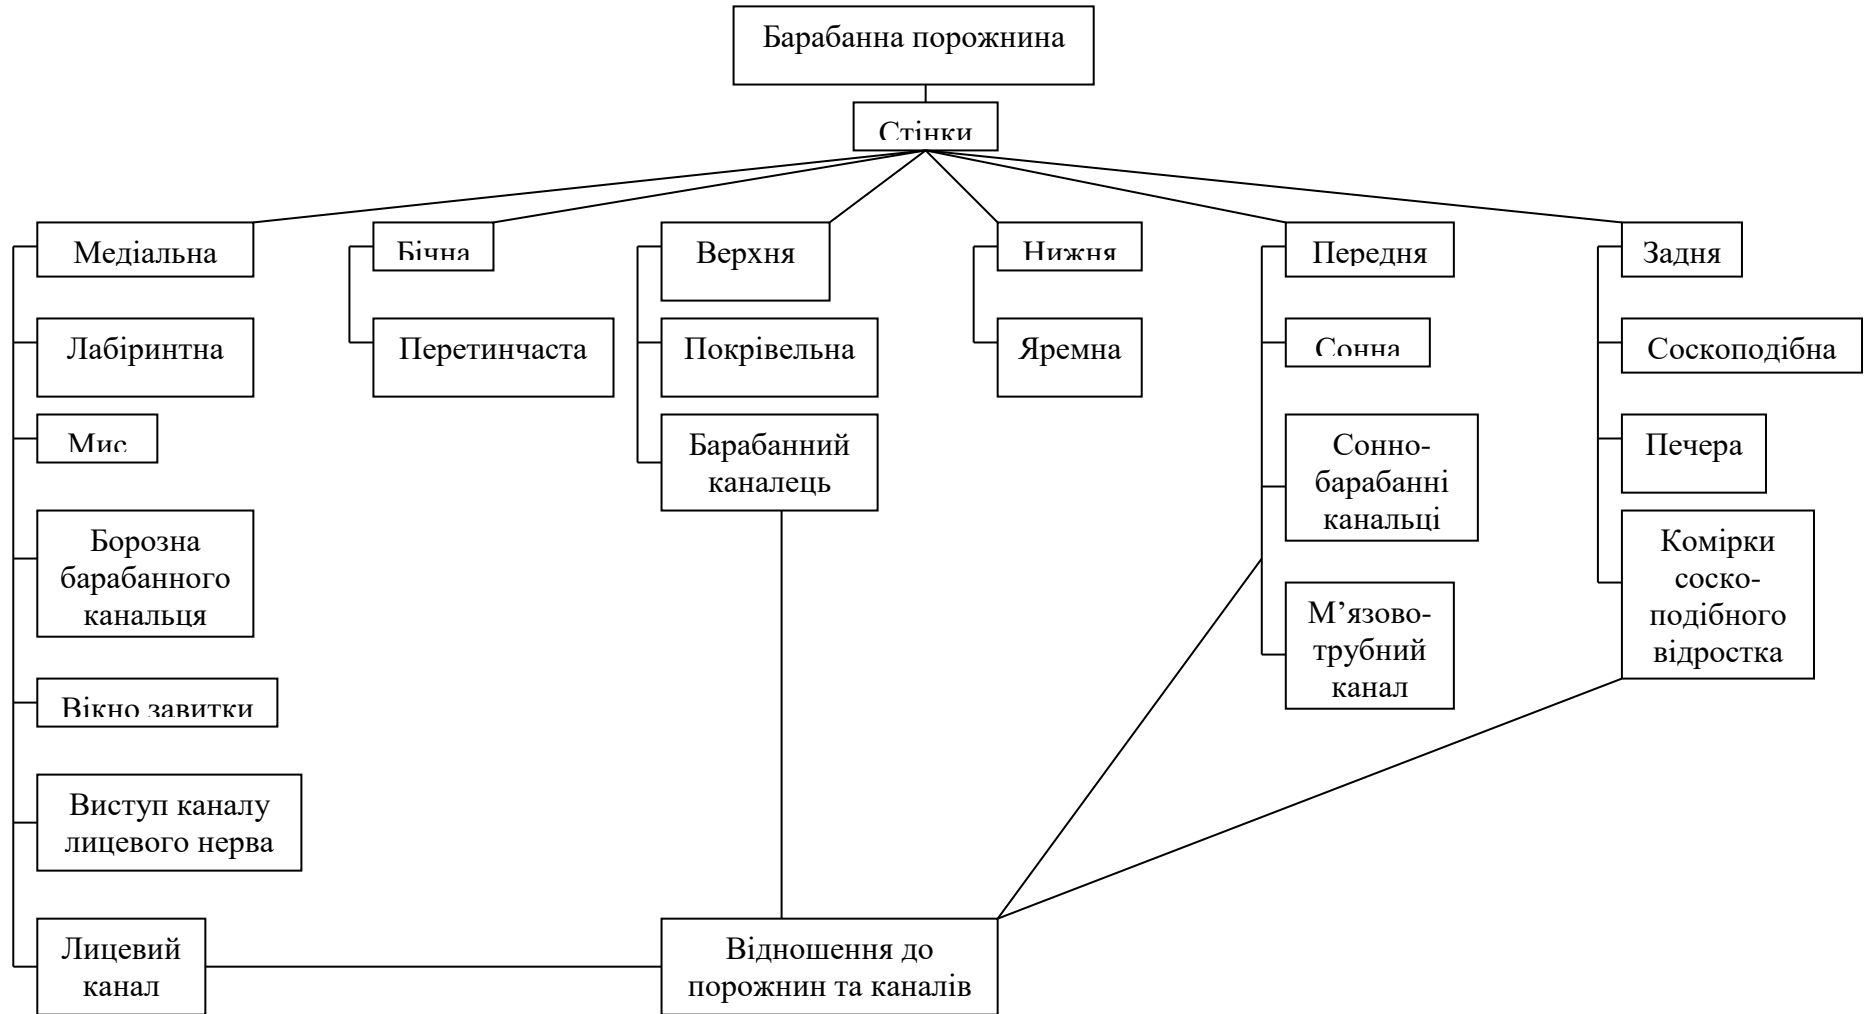 Барабанна порожнина
Стінки
Медіальна
Бічна
Верхня
Нижня
Передня
Задня
Лабіринтна
Перетинчаста
Покрівельна
Яремна
Сонна
Соскоподібна
Мис
Барабанний
каналець
Сонно-
барабанні
канальці
Печера
Борозна
барабанного
канальця
Комірки
соско-
подібного
відростка
М’язово-
трубний
канал
Вікно завитки
Виступ каналу
лицевого нерва
Лицевий
канал
Відношення до
порожнин та каналів